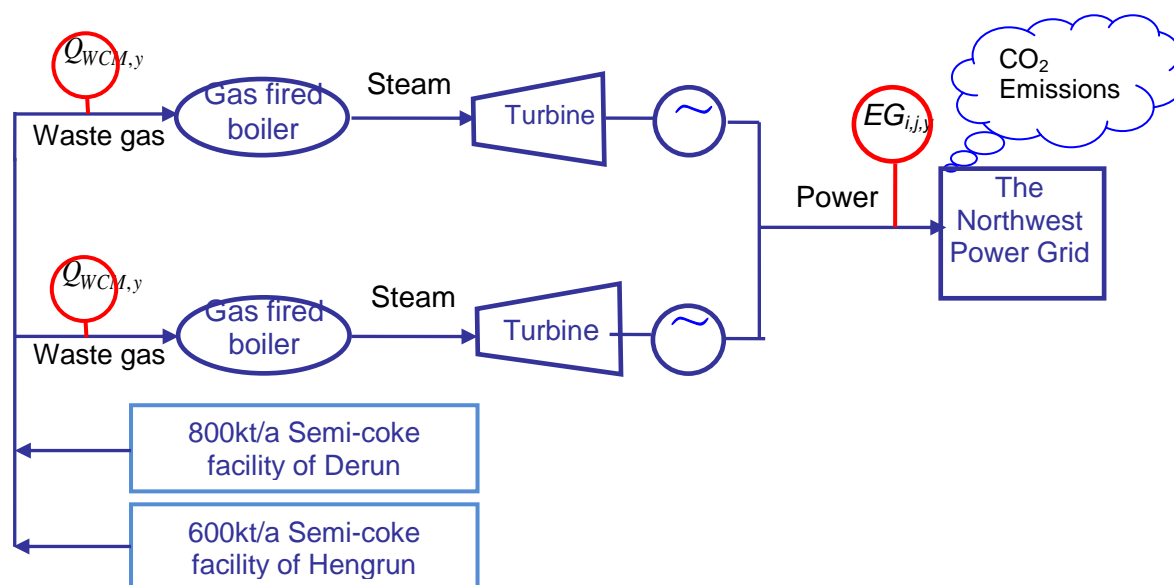 Q_{WCM,y}
Waste gas
Gas fired
boiler
Steam
Turbine
~
EG_{i,j,y}
CO₂
Emissions
Power
The
Northwest
Power Grid
Q_{WCM,y}
Waste gas
Gas fired
boiler
Steam
Turbine
~
800kt/a Semi-coke
facility of Derun
600kt/a Semi-coke
facility of Hengrun